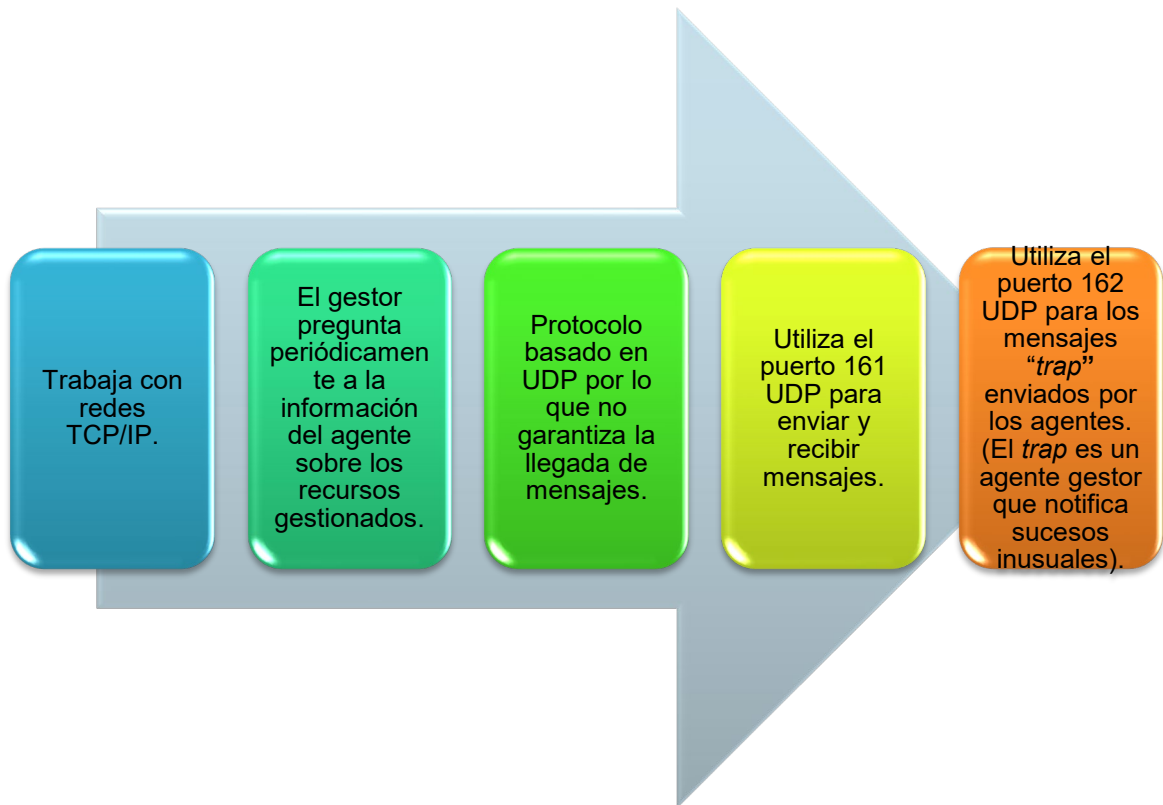 Trabaja con
redes
TCP/IP.
El gestor
pregunta
periódicamen
te a la
información
del agente
sobre los
recursos
gestionados.
Protocolo
basado en
UDP por lo
que no
garantiza la
llegada de
mensajes.
Utiliza el
puerto 161
UDP para
enviar y
recibir
mensajes.
Utiliza el
puerto 162
UDP para los
mensajes
“trap”
enviados por
los agentes.
(El trap es un
agente gestor
que notifica
sucesos
inusuales).